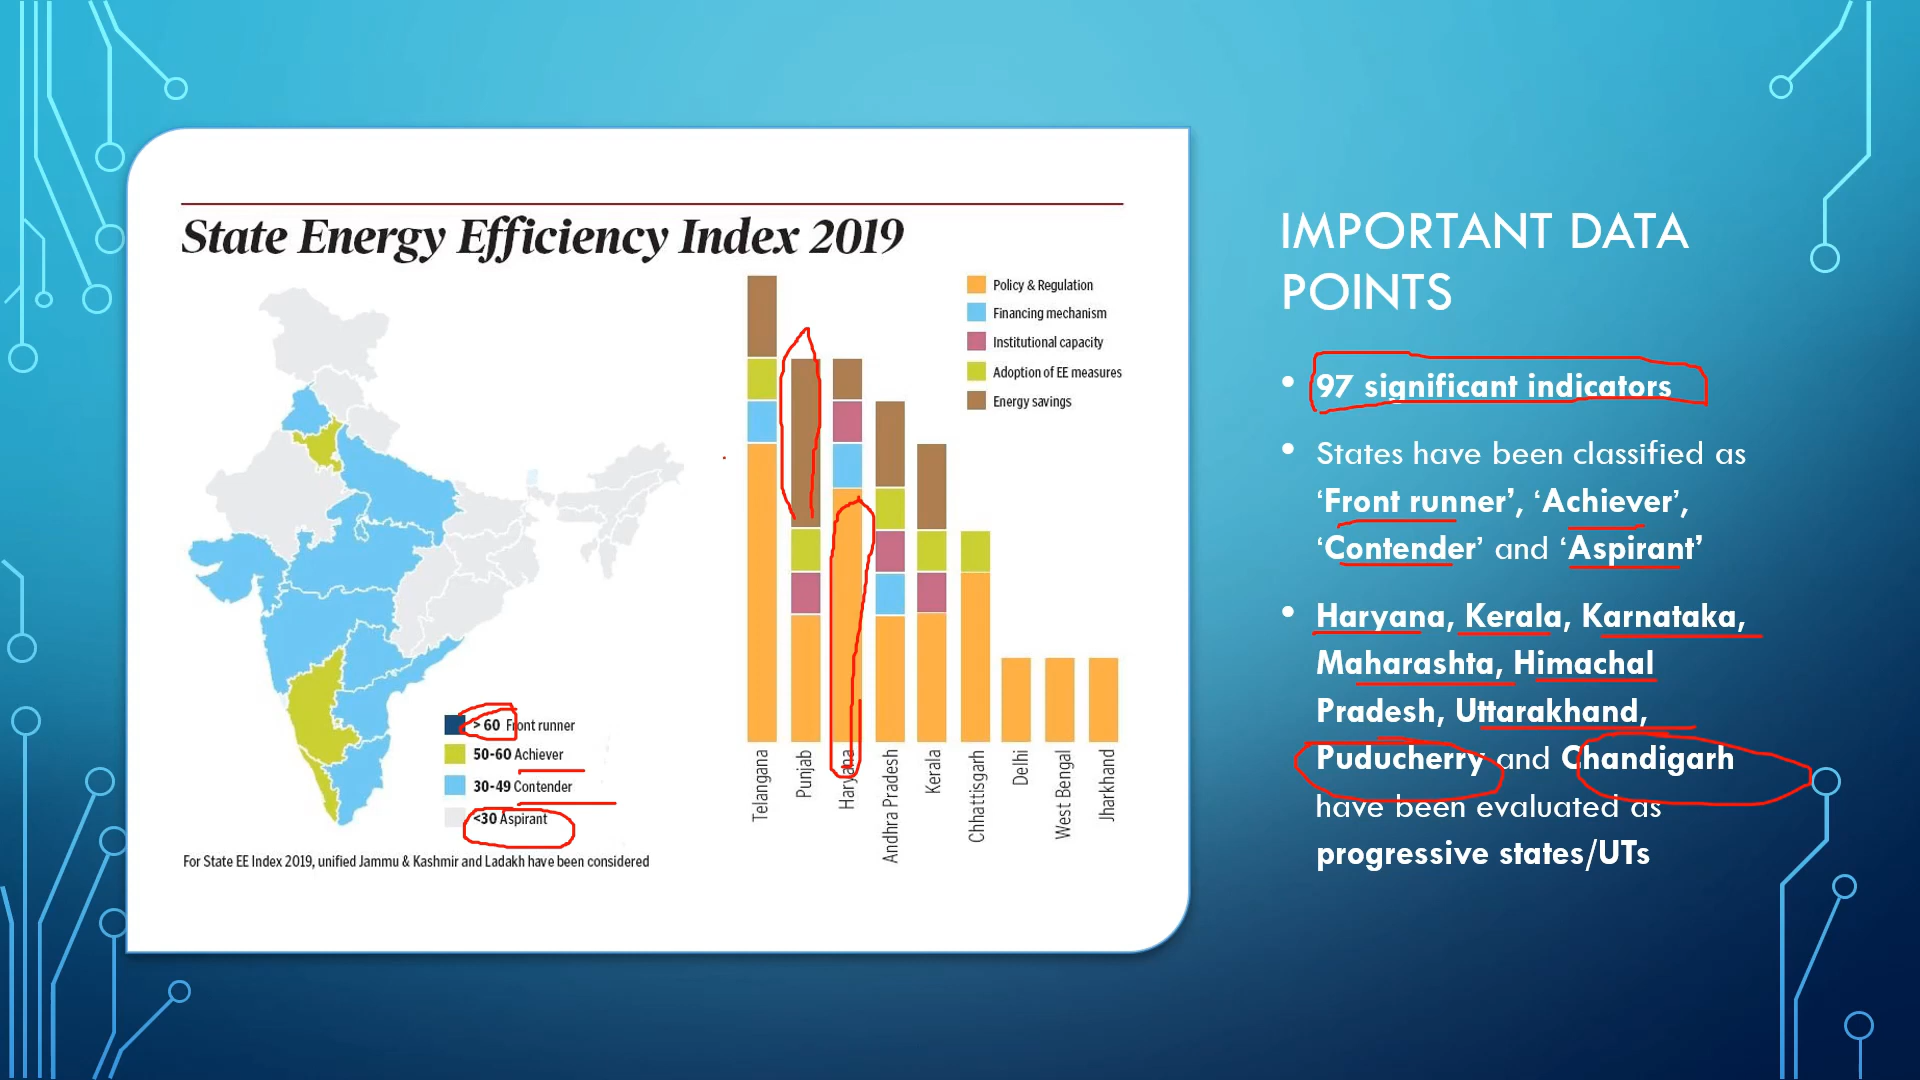 State Energy Efficiency Index 2019
Policy & Regulation
Financing mechanism
Institutional capacity
Adoption of EE measures
Energy savings
> 60 Front runner
50-60 Achiever
30-49 Contender
<30 Aspirant
Telangana
Punjab
Haryana
Andhra Pradesh
Kerala
Chhattisgarh
Delhi
West Bengal
Jharkhand
For State EE Index 2019, unified Jammu & Kashmir and Ladakh have been considered
IMPORTANT DATA
POINTS
• 97 significant indicators
• States have been classified as
‘Front runner’, ‘Achiever’,
‘Contender’ and ‘Aspirant’
• Haryana, Kerala, Karnataka,
Maharashta, Himachal
Pradesh, Uttarakhand,
Puducherry and Chandigarh
have been evaluated as
progressive states/UTs